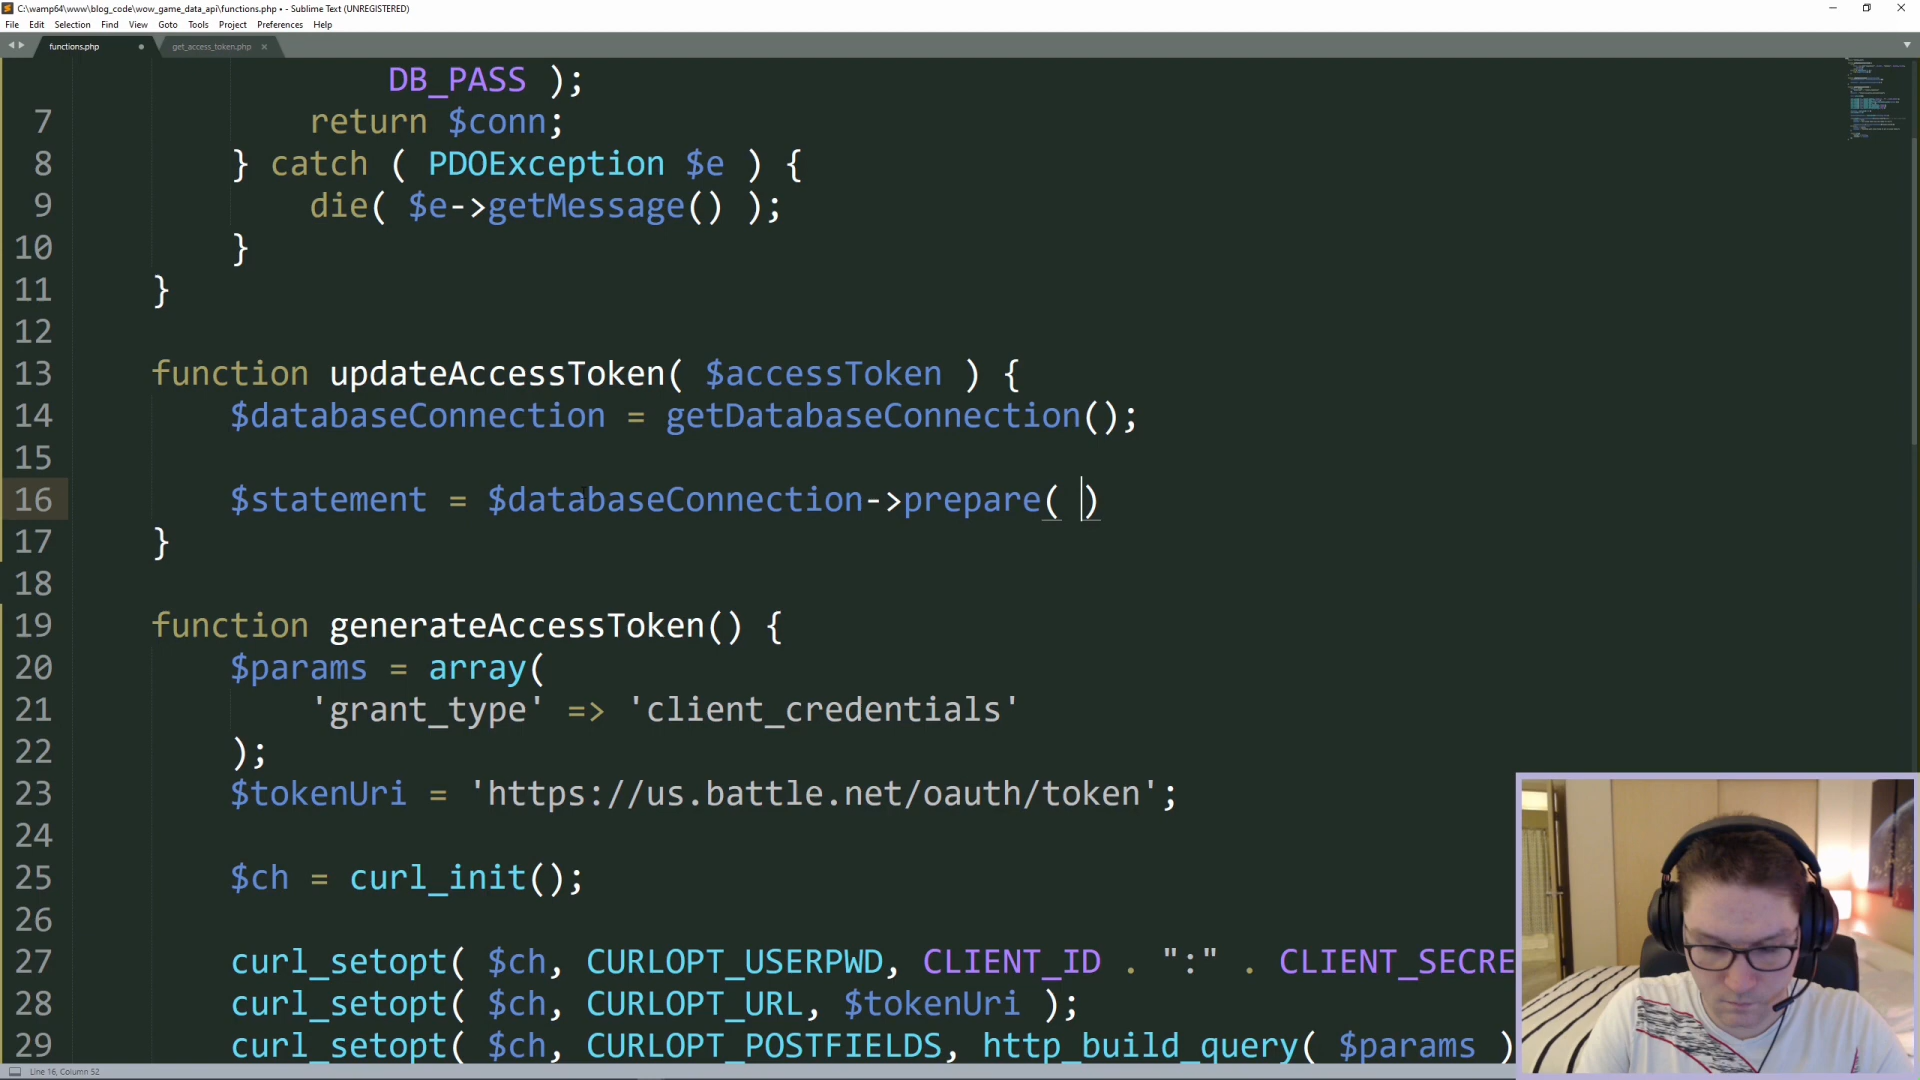 C:\wamp64\www\blog_code\wow_game_data_api\functions.php • - Sublime Text (UNREGISTERED)
File Edit Selection Find View Goto Tools Project Preferences Help
functions.php get_access_token.php
DB_PASS );
7 return $conn;
8 } catch ( PDOException $e ) {
9 die( $e->getMessage() );
10 }
11 }
12
13 function updateAccessToken( $accessToken ) {
14 $databaseConnection = getDatabaseConnection();
15
16 $statement = $databaseConnection->prepare( )
17 }
18
19 function generateAccessToken() {
20 $params = array(
21 'grant_type' => 'client_credentials'
22 );
23 $tokenUri = 'https://us.battle.net/oauth/token';
24
25 $ch = curl_init();
26
27 curl_setopt( $ch, CURLOPT_USERPWD, CLIENT_ID . ":" . CLIENT_SECRE
28 curl_setopt( $ch, CURLOPT_URL, $tokenUri );
29 curl_setopt( $ch, CURLOPT_POSTFIELDS, http_build_query( $params )
Line 16, Column 52